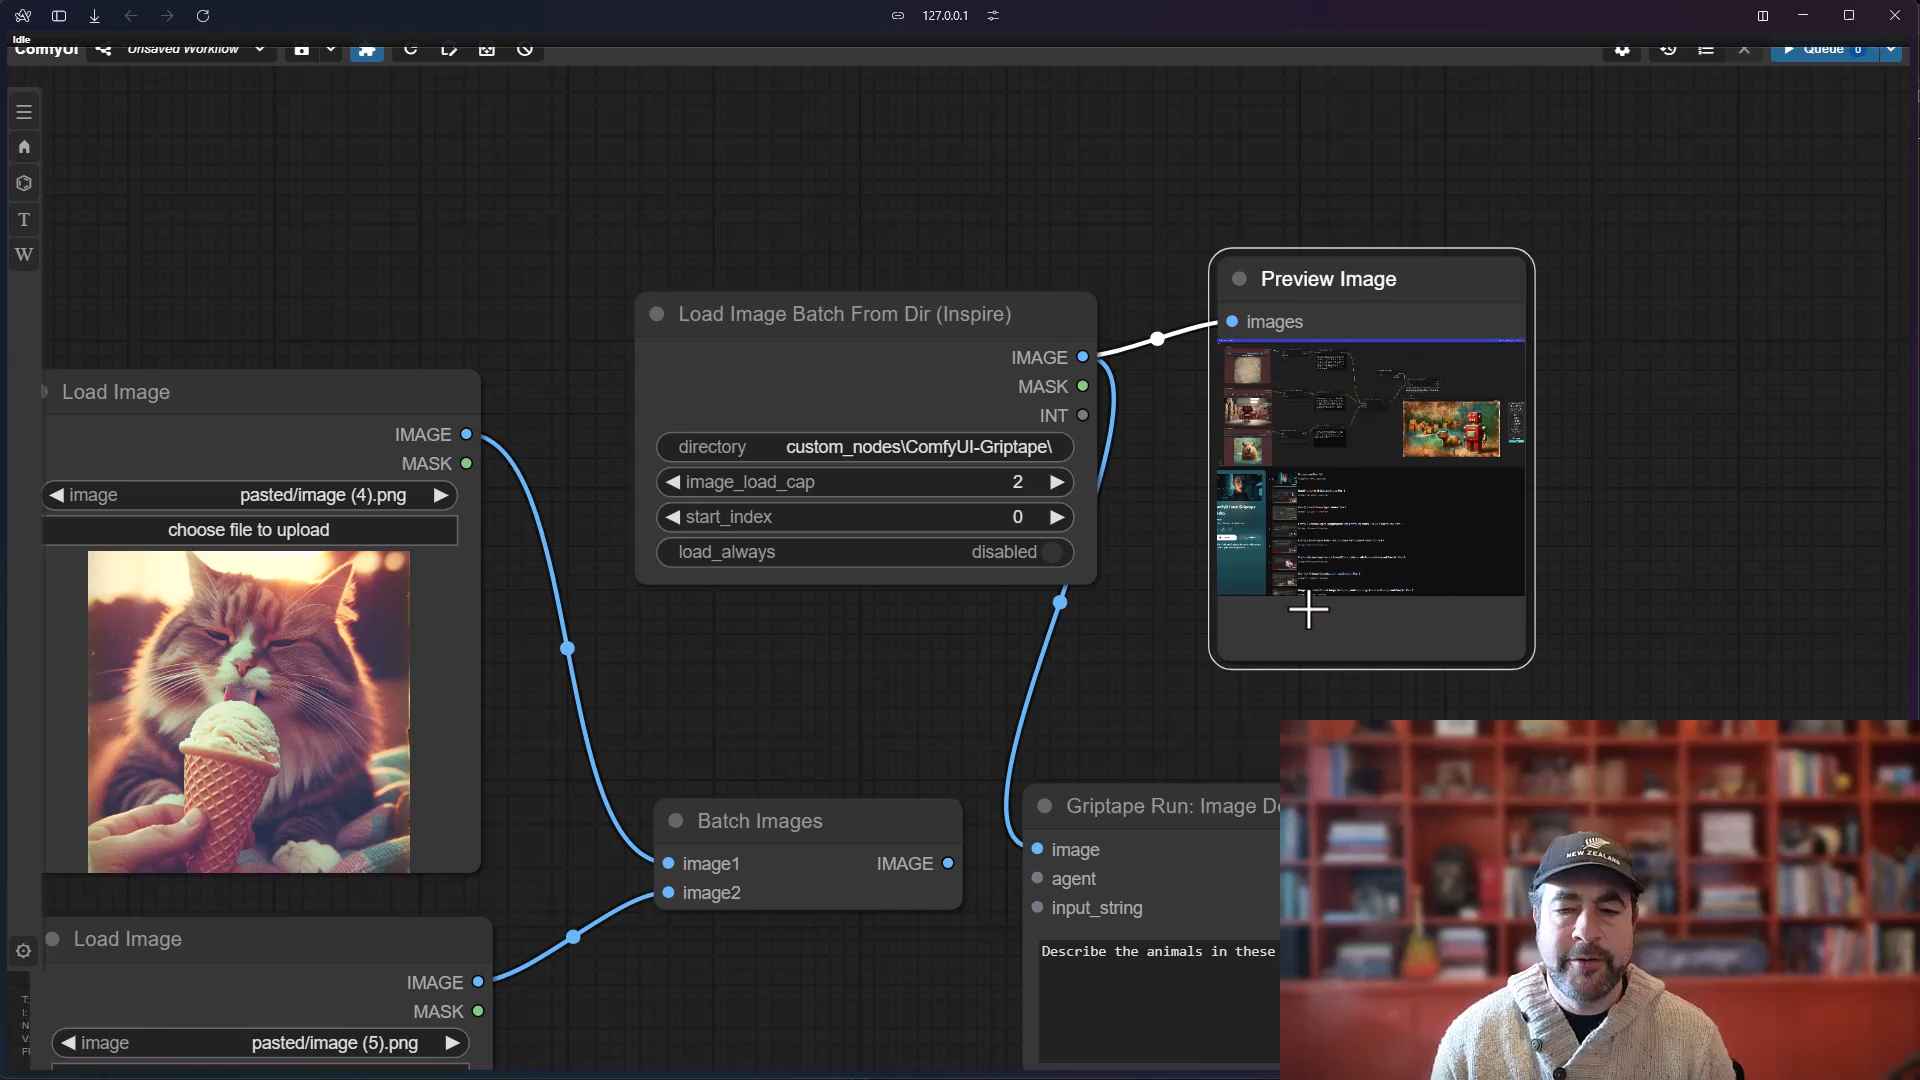 127.0.0.1
Idle
ComfyUI
Unsaved Workflow
Queue
0
T
W
Load Image
IMAGE
MASK
image
pasted/image (4).png
choose file to upload
Load Image Batch From Dir (Inspire)
IMAGE
MASK
INT
directory
custom_nodes\ComfyUI-Griptape\
image_load_cap
2
start_index
0
load_always
disabled
Preview Image
images
Batch Images
image1
IMAGE
image2
Griptape Run: Image De
image
agent
input_string
Describe the animals in these
NEW ZEALAND
Load Image
IMAGE
MASK
image
pasted/image (5).png